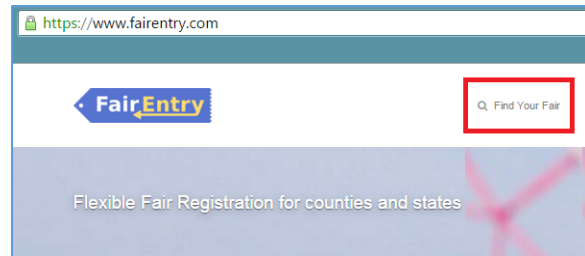 https://www.fairentry.com
FairEntry
Find Your Fair
Flexible Fair Registration for counties and states